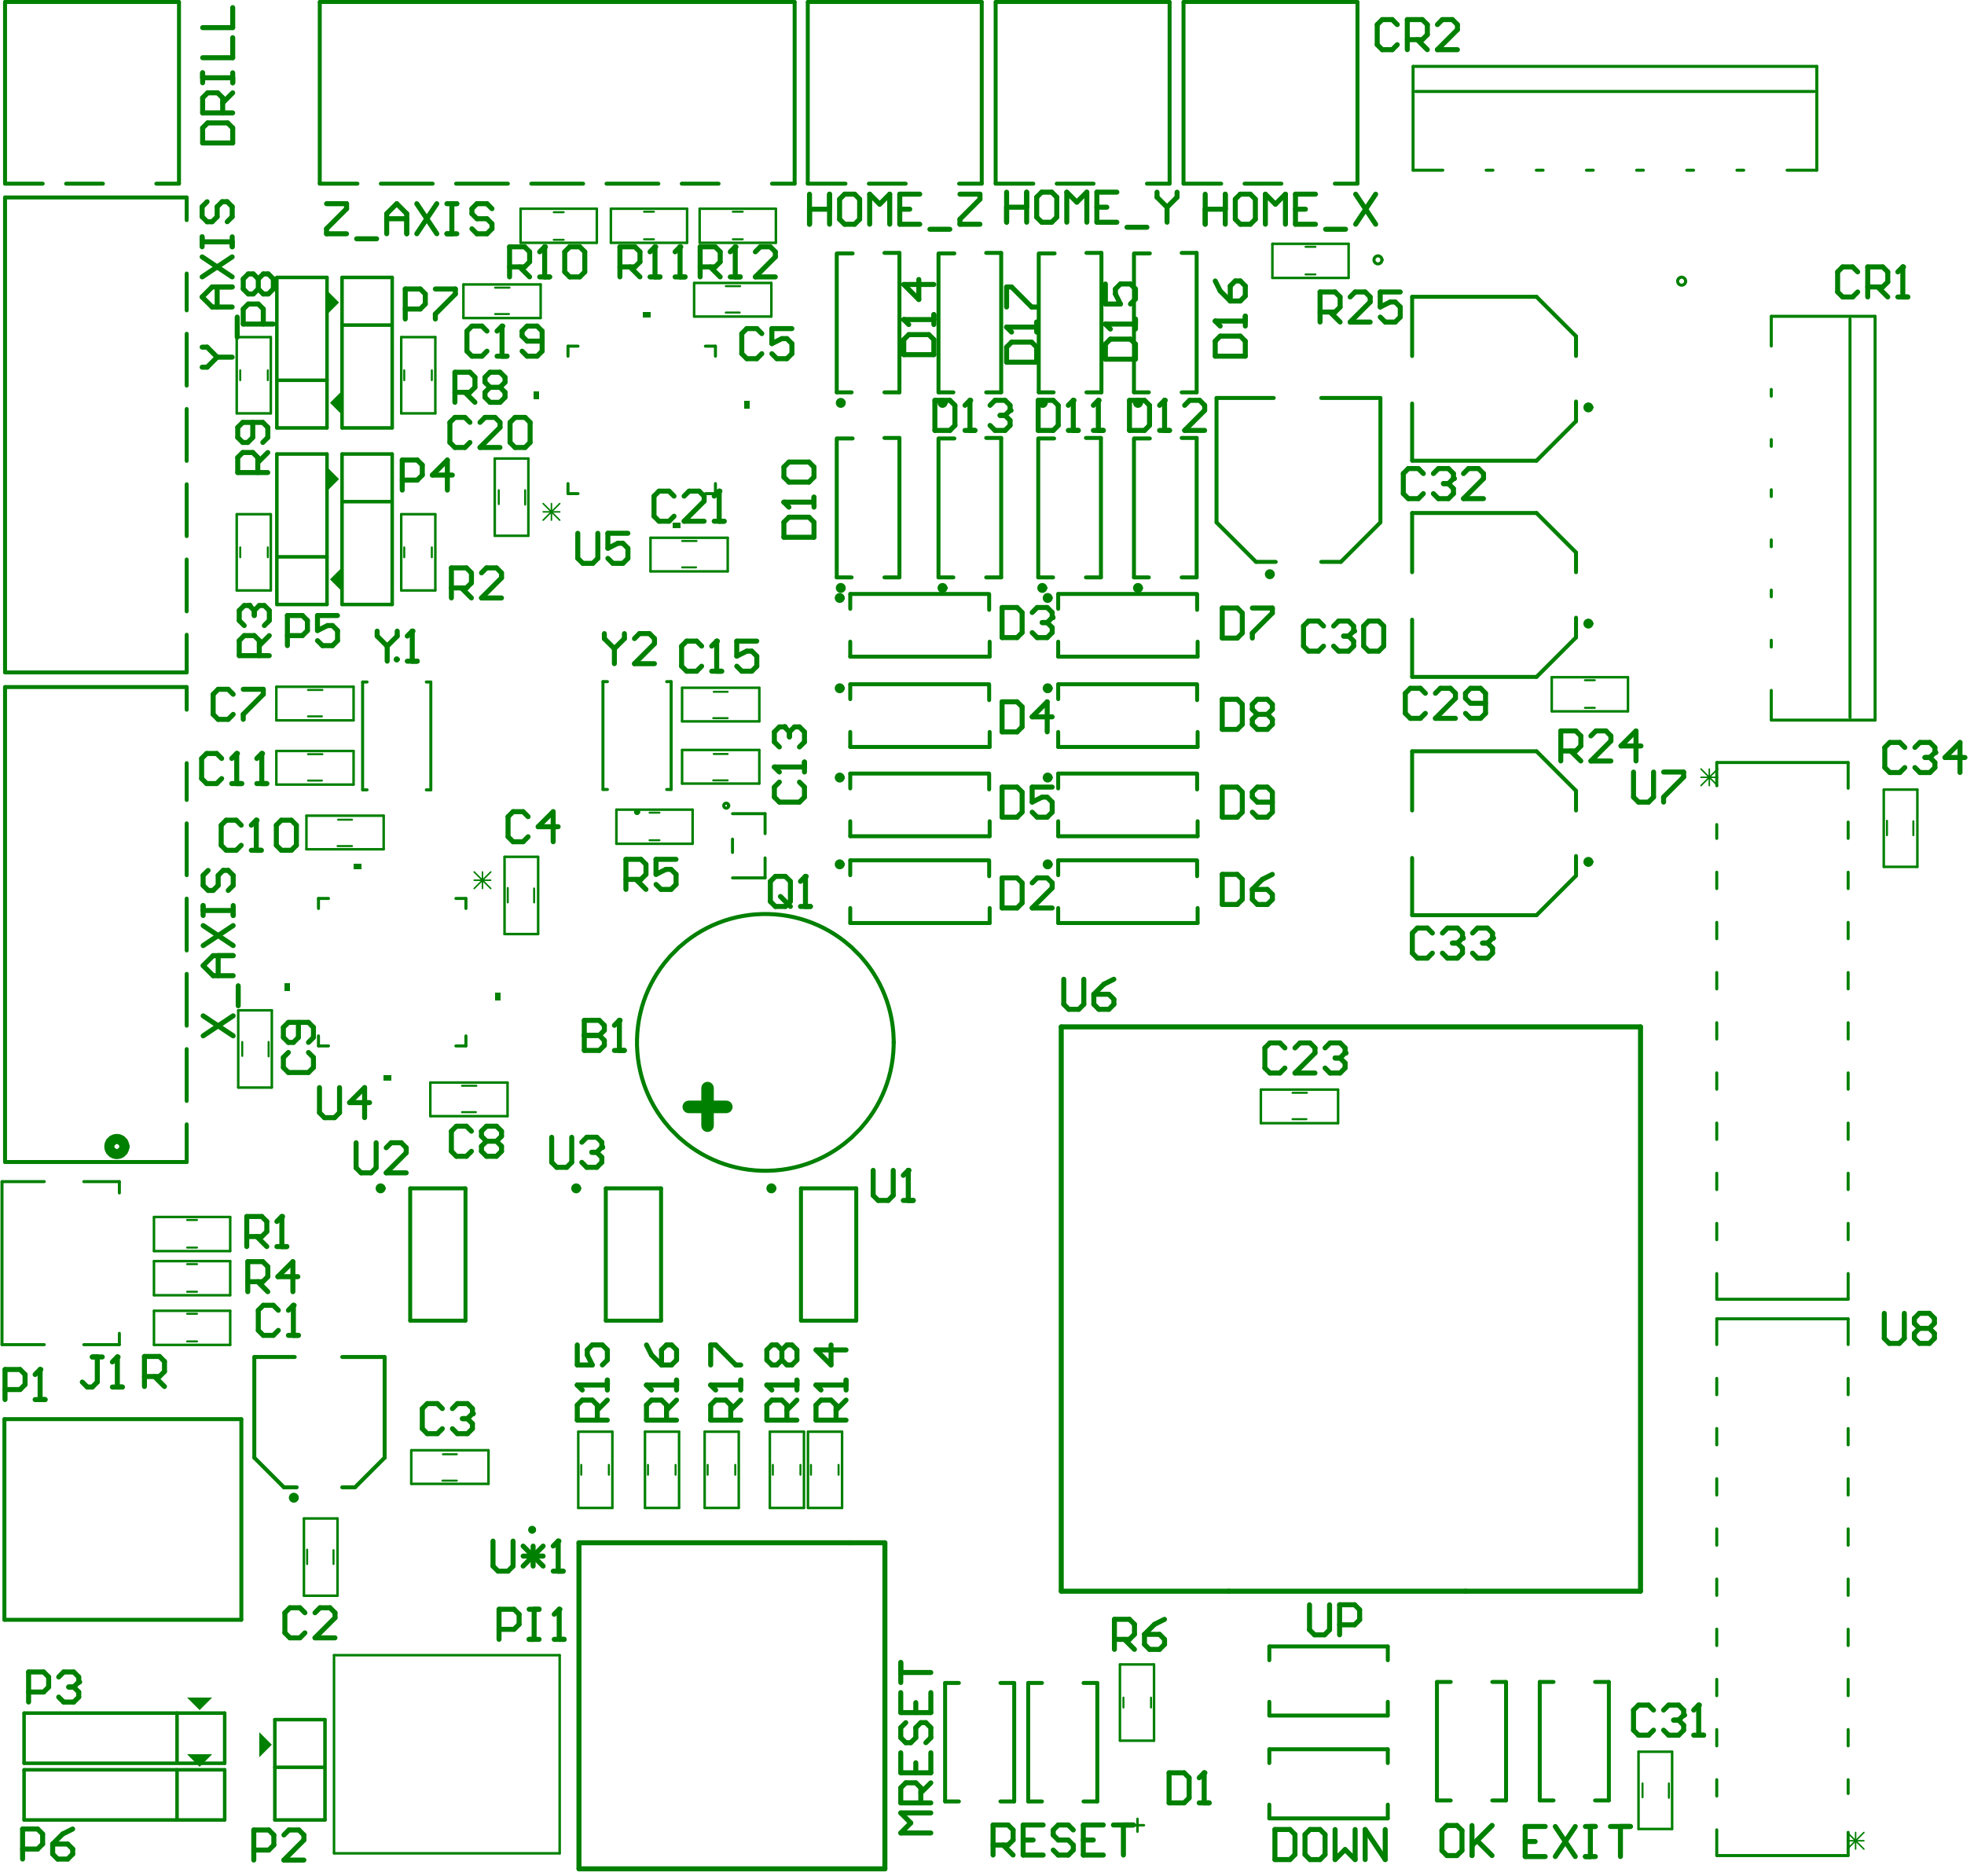 CR2
DRILL
Z_AXIS
HOME_Z
HOME_Y
HOME_X
R10
R11
R12
R25
CR1
Y_AXIS
R8
P7
C19
C5
D14
D17
D15
D16
R8
C20
D13
D11
D12
R9
P4
C21
D10
C32
U5
R2
R3
P5
Y1
Y2
C15
D3
D7
C30
C7
D4
D8
C29
R24
C11
C13
C34
U7
C10
C4
D5
D9
R5
Q1
D2
D6
X_AXIS
C33
U6
C9
B1
C23
U4
C8
U2
U3
U1
R1
R4
C1
U8
P1
J1
R
R15
R16
R17
R18
R14
C3
U*1
C2
PI1
UP
R6
P3
MRESET
C31
D1
R6
P2
RESET
DOWN
OK
EXIT